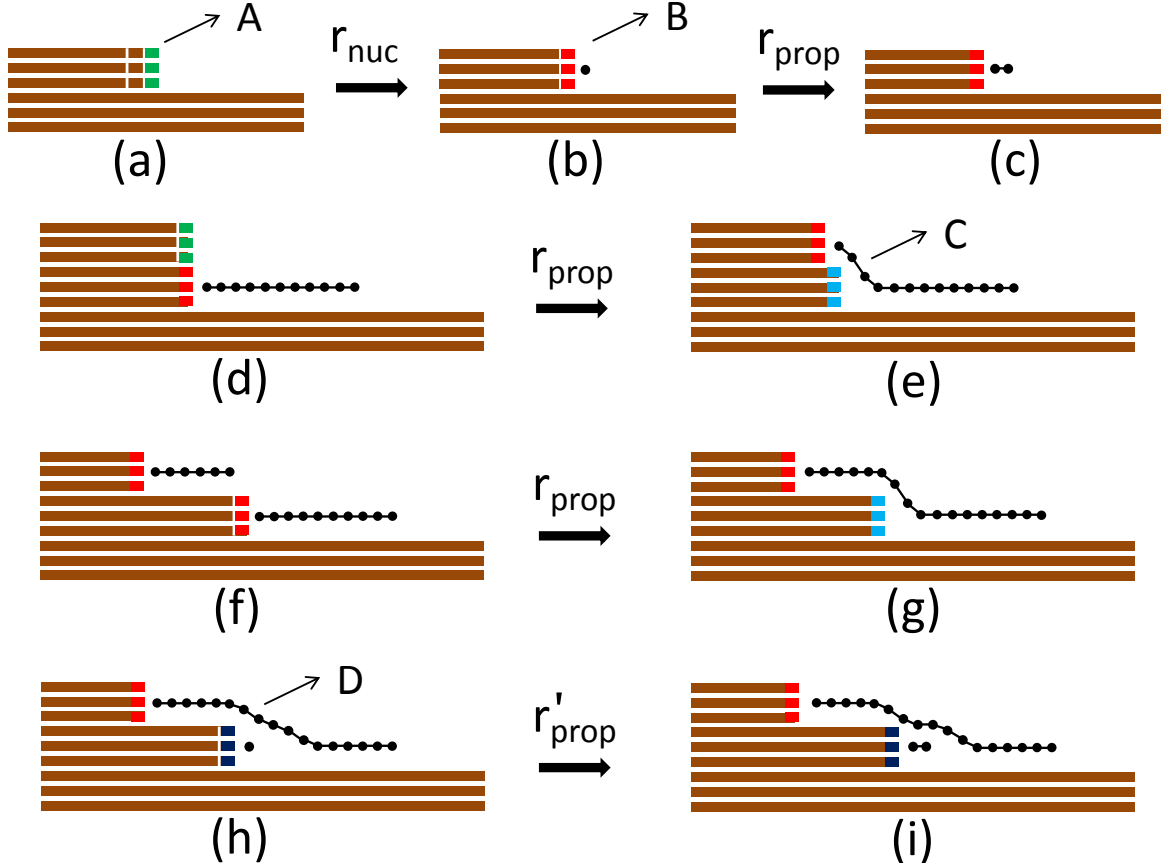 A r_nuc B r_prop
(a) (b) (c)
r_prop C
(d) (e)
r_prop
(f) (g)
D r'_prop
(h) (i)